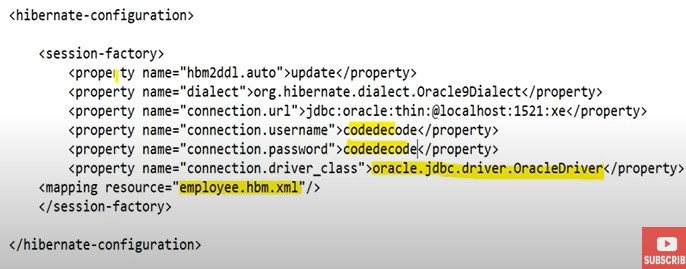 <hibernate-configuration>
<session-factory>
<property name="hbm2ddl.auto">update</property>
<property name="dialect">org.hibernate.dialect.Oracle9Dialect</property>
<property name="connection.url">jdbc:oracle:thin:@localhost:1521:xe</property>
<property name="connection.username">codedecode</property>
<property name="connection.password">codedecode</property>
<property name="connection.driver_class">oracle.jdbc.driver.OracleDriver</property>
<mapping resource="employee.hbm.xml"/>
</session-factory>
</hibernate-configuration>
SUBSCRIB